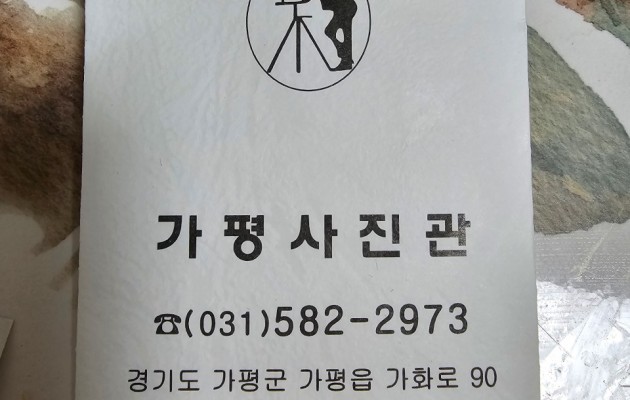 가평사진관
☎(031)582-2973
경기도 가평군 가평읍 가화로 90